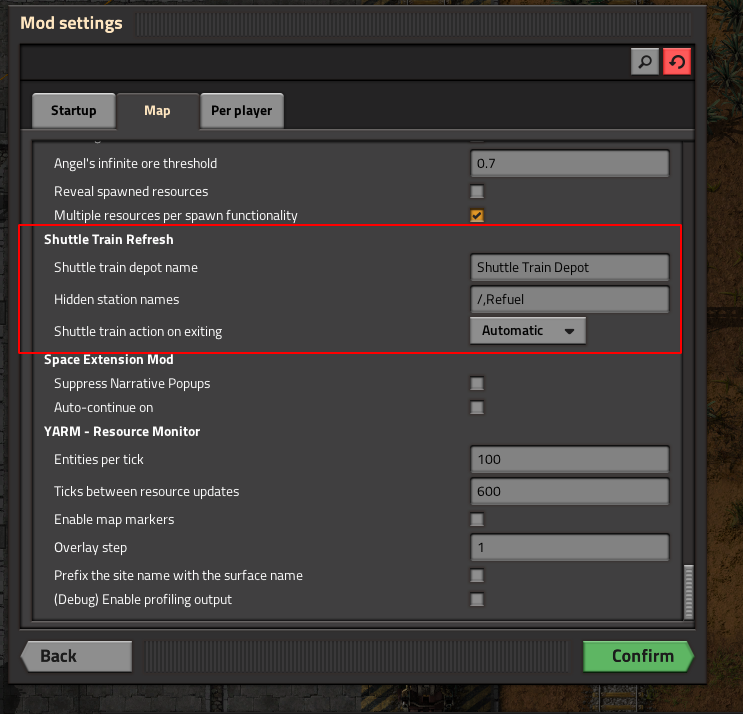 Mod settings
Startup
Map
Per player
Angel's infinite ore threshold
0.7
Reveal spawned resources
Multiple resources per spawn functionality
Shuttle Train Refresh
Shuttle train depot name
Shuttle Train Depot
Hidden station names
/,Refuel
Shuttle train action on exiting
Automatic
Space Extension Mod
Suppress Narrative Popups
Auto-continue on
YARM - Resource Monitor
Entities per tick
100
Ticks between resource updates
600
Enable map markers
Overlay step
1
Prefix the site name with the surface name
(Debug) Enable profiling output
Back
Confirm